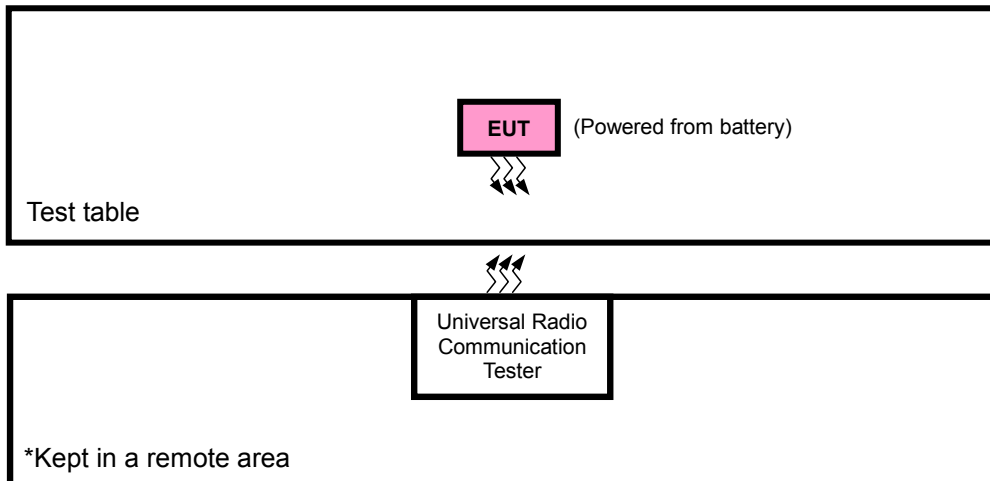 EUT
(Powered from battery)
Test table
Universal Radio
Communication
Tester
*Kept in a remote area